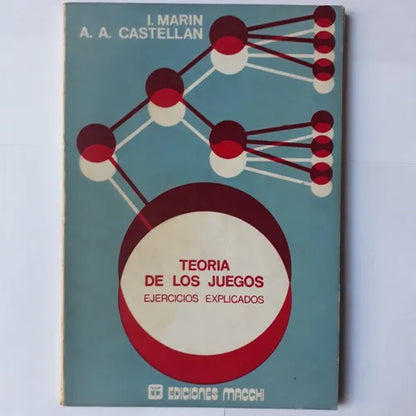 I. MARIN
A. A. CASTELLAN
TEORIA
DE LOS JUEGOS
EJERCICIOS EXPLICADOS
EDICIONES MACCHI